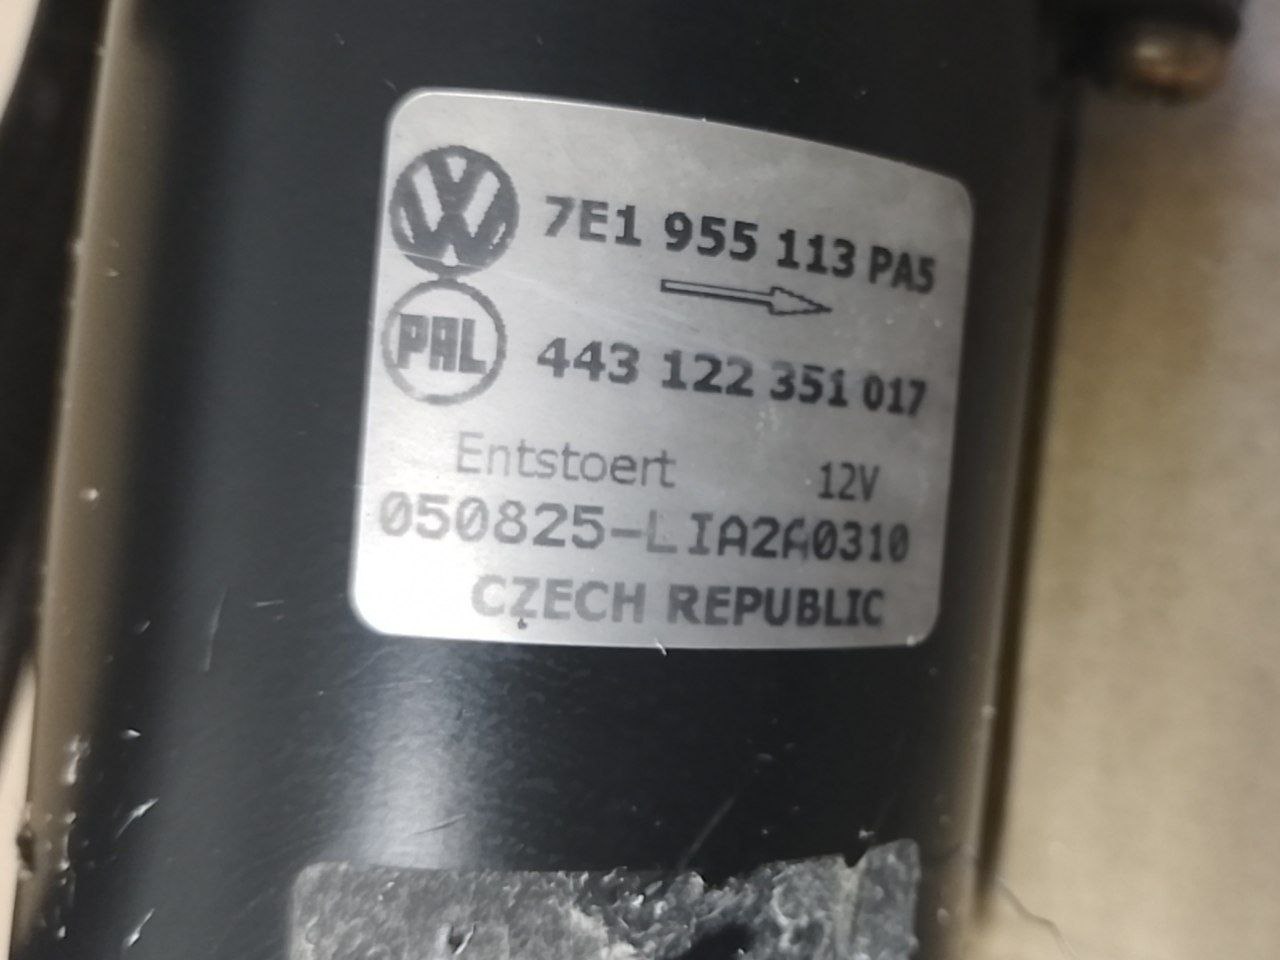 7E1 955 113 PA5
PAL
443 122 351 017
Entstoert 12V
050825-LIA2A0310
CZECH REPUBLIC